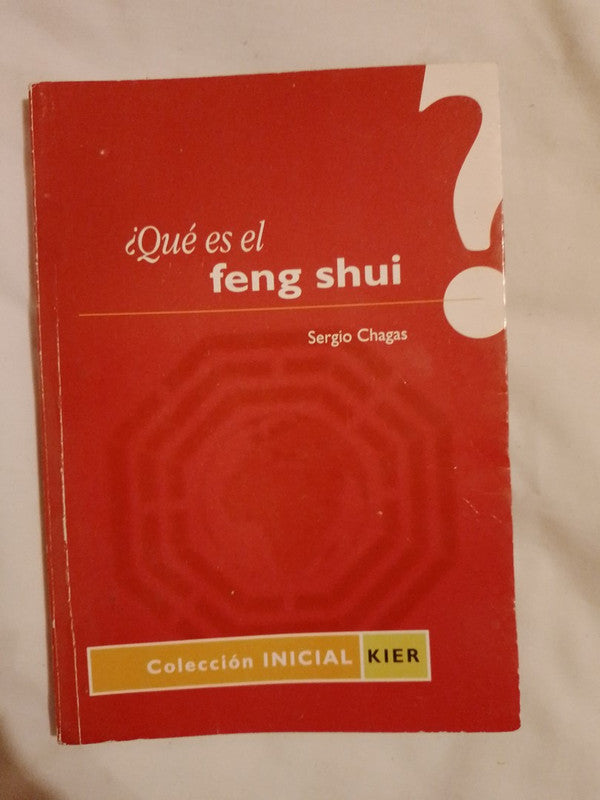 ¿Qué es el
feng shui
?
Sergio Chagas
Colección INICIAL KIER